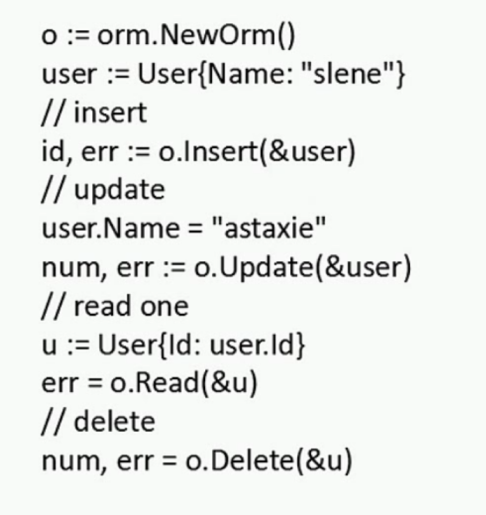 o := orm.NewOrm()
user := User{Name: "slene"}
// insert
id, err := o.Insert(&user)
// update
user.Name = "astaxie"
num, err := o.Update(&user)
// read one
u := User{Id: user.Id}
err = o.Read(&u)
// delete
num, err = o.Delete(&u)